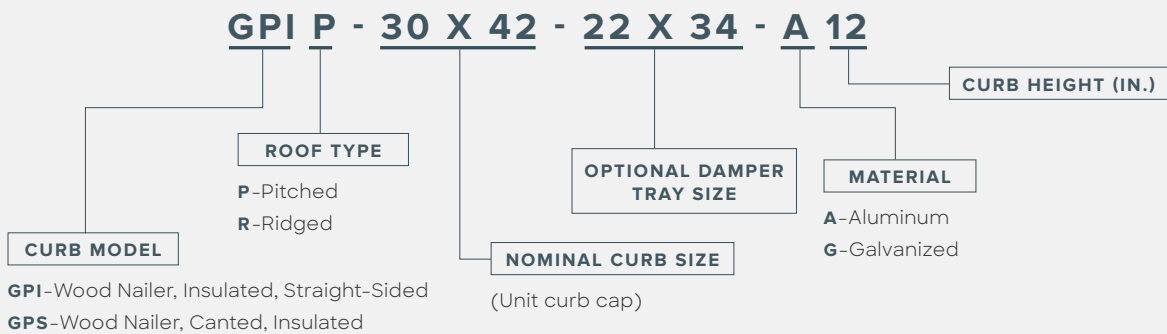 GPI P - 30 X 42 - 22 X 34 - A 12
CURB HEIGHT (IN.)
ROOF TYPE
P-Pitched
R-Ridged
OPTIONAL DAMPER
TRAY SIZE
MATERIAL
A-Aluminum
G-Galvanized
CURB MODEL
GPI-Wood Nailer, Insulated, Straight-Sided
GPS-Wood Nailer, Canted, Insulated
NOMINAL CURB SIZE
(Unit curb cap)